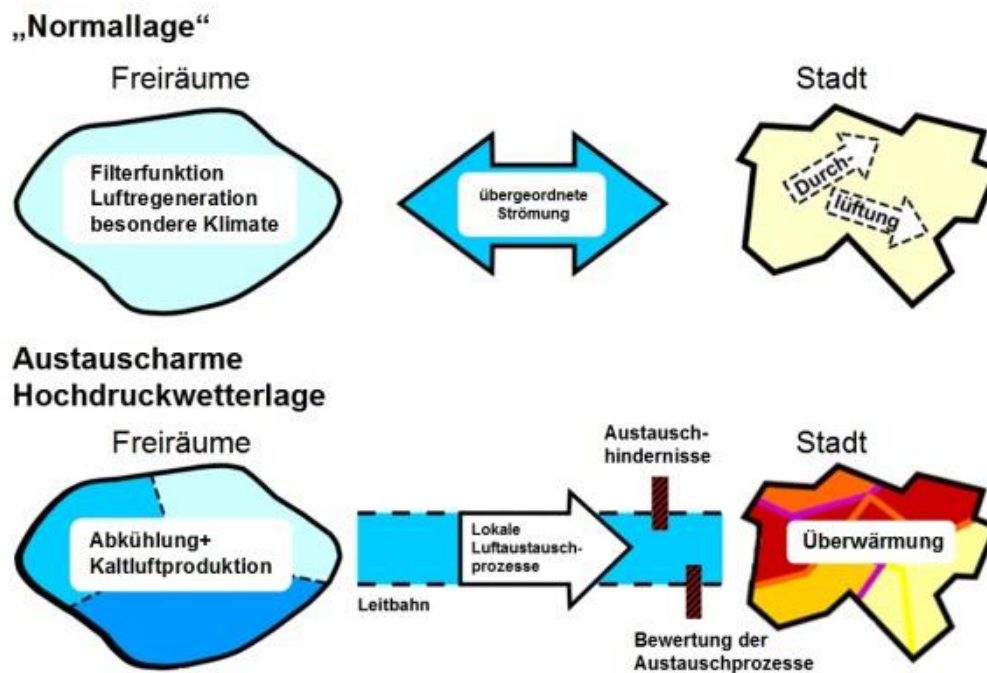 „Normallage“
Freiräume
Stadt
Filterfunktion
Luftregeneration
besondere Klimate
übergeordnete
Strömung
Durch-
lüftung
Austauscharme
Hochdruckwetterlage
Freiräume
Austausch-
hindernisse
Stadt
Abkühlung+
Kaltluftproduktion
Lokale
Luftaustausch-
prozesse
Überwärmung
Leitbahn
Bewertung der
Austauschprozesse